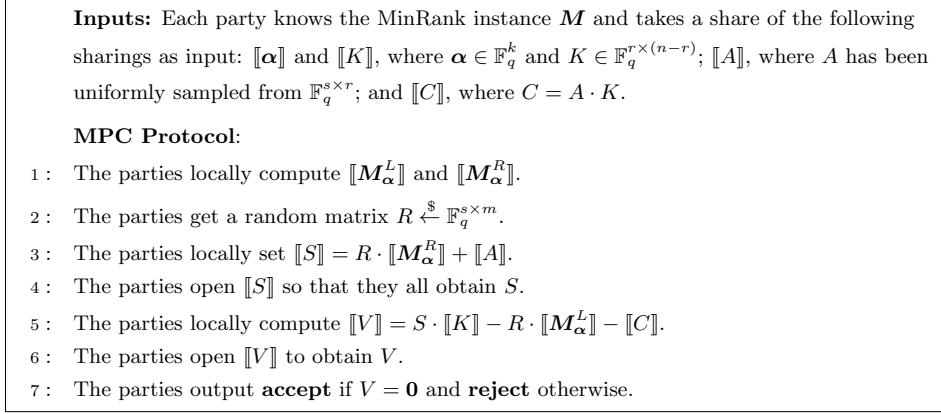 Inputs: Each party knows the MinRank instance M and takes a share of the following
sharings as input: ⟦α⟧ and ⟦K⟧, where α ∈ 𝔽_q^k and K ∈ 𝔽_q^{r×(n−r)}; ⟦A⟧, where A has been
uniformly sampled from 𝔽_q^{s×r}; and ⟦C⟧, where C = A · K.
MPC Protocol:
1 : The parties locally compute ⟦M_α^L⟧ and ⟦M_α^R⟧.
2 : The parties get a random matrix R ←$ 𝔽_q^{s×m}.
3 : The parties locally set ⟦S⟧ = R · ⟦M_α^R⟧ + ⟦A⟧.
4 : The parties open ⟦S⟧ so that they all obtain S.
5 : The parties locally compute ⟦V⟧ = S · ⟦K⟧ − R · ⟦M_α^L⟧ − ⟦C⟧.
6 : The parties open ⟦V⟧ to obtain V.
7 : The parties output accept if V = 0 and reject otherwise.